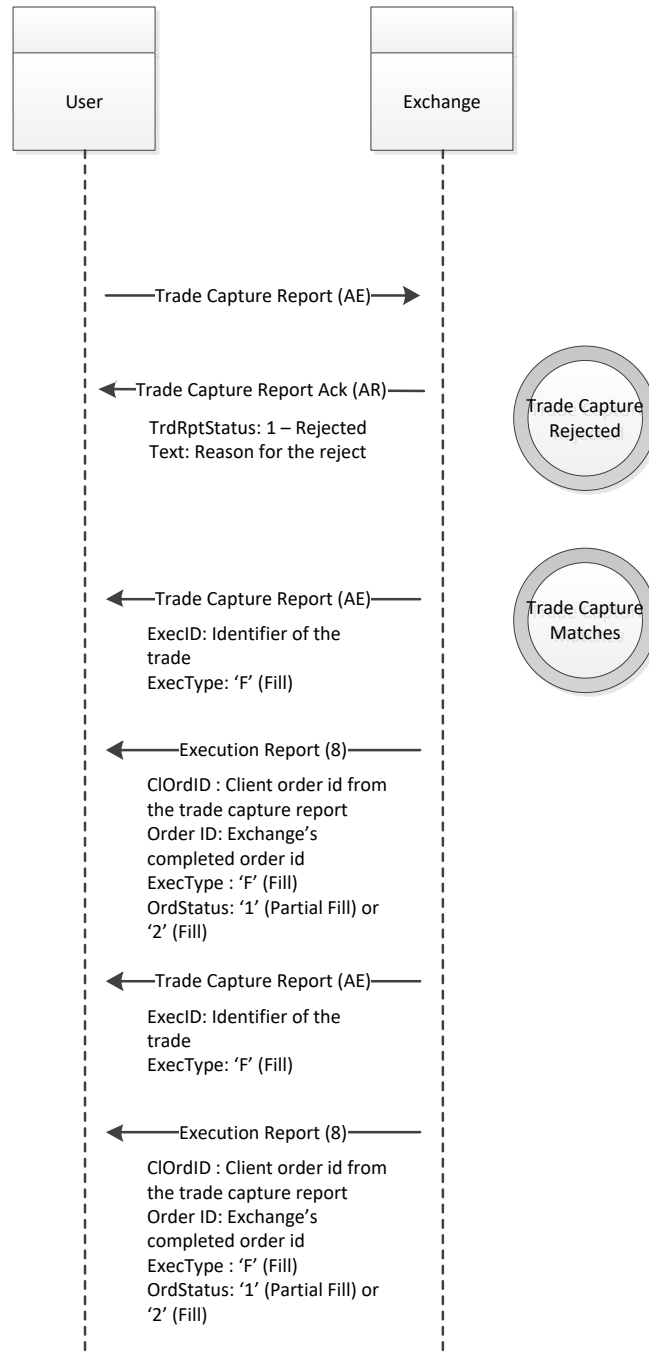 User
Exchange
Trade Capture Report (AE)
Trade Capture Report Ack (AR)
TrdRptStatus: 1 – Rejected
Text: Reason for the reject
Trade Capture
Rejected
Trade Capture Report (AE)
ExecID: Identifier of the
trade
ExecType: ‘F’ (Fill)
Trade Capture
Matches
Execution Report (8)
ClOrdID : Client order id from
the trade capture report
Order ID: Exchange’s
completed order id
ExecType : ‘F’ (Fill)
OrdStatus: ‘1’ (Partial Fill) or
‘2’ (Fill)
Trade Capture Report (AE)
ExecID: Identifier of the
trade
ExecType: ‘F’ (Fill)
Execution Report (8)
ClOrdID : Client order id from
the trade capture report
Order ID: Exchange’s
completed order id
ExecType : ‘F’ (Fill)
OrdStatus: ‘1’ (Partial Fill) or
‘2’ (Fill)